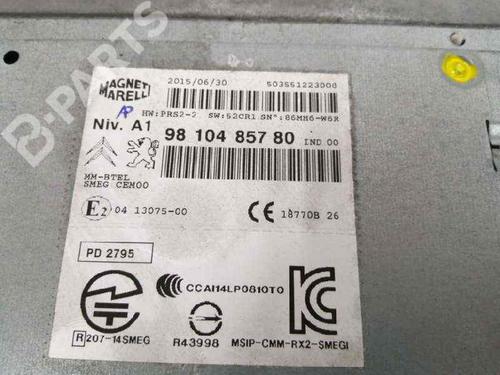 B-PARTS
MAGNETI MARELLI
2015/06/30
503551223000
AP
HW:PRS2-2 SW:52CR1 SN°:86MH6-W6R
Niv. A1 98 104 857 80 IND 00
MM-BTEL
SMEG CEM00
E2 04 13075-00
CE 18770B 26
PD 2795
CCAI14LP0810T0
R 207-14SMEG
R43998
MSIP-CMM-RX2-SMEGI